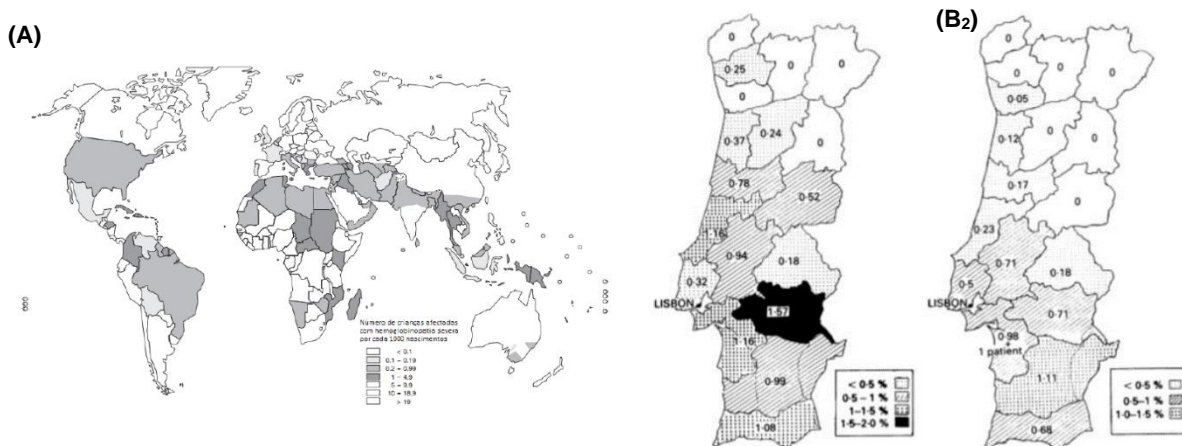 (A)
(B₂)
Número de crianças afectadas
com hemoglobinopatia severa
por cada 1000 nascimentos
< 0.1
0.1 – 0.19
0.2 – 0.99
1 – 4.9
5 – 9.9
10 – 18.9
> 19
0
0·25
0
0
0
0·37
0·24
0
0·78
0·52
1·16
0·94
0·18
0·32
LISBON
1·57
1·16
0·99
1·08
< 0·5 %
0·5 – 1 %
1–1·5 %
1·5–2·0 %
0
0
0
0
0·05
0·12
0
0
0·17
0
0·23
0·71
0·18
0·5
LISBON
0·71
0·98
+
1 patient
1·11
0·68
< 0·5 %
0·5–1 %
1·0–1·5 %